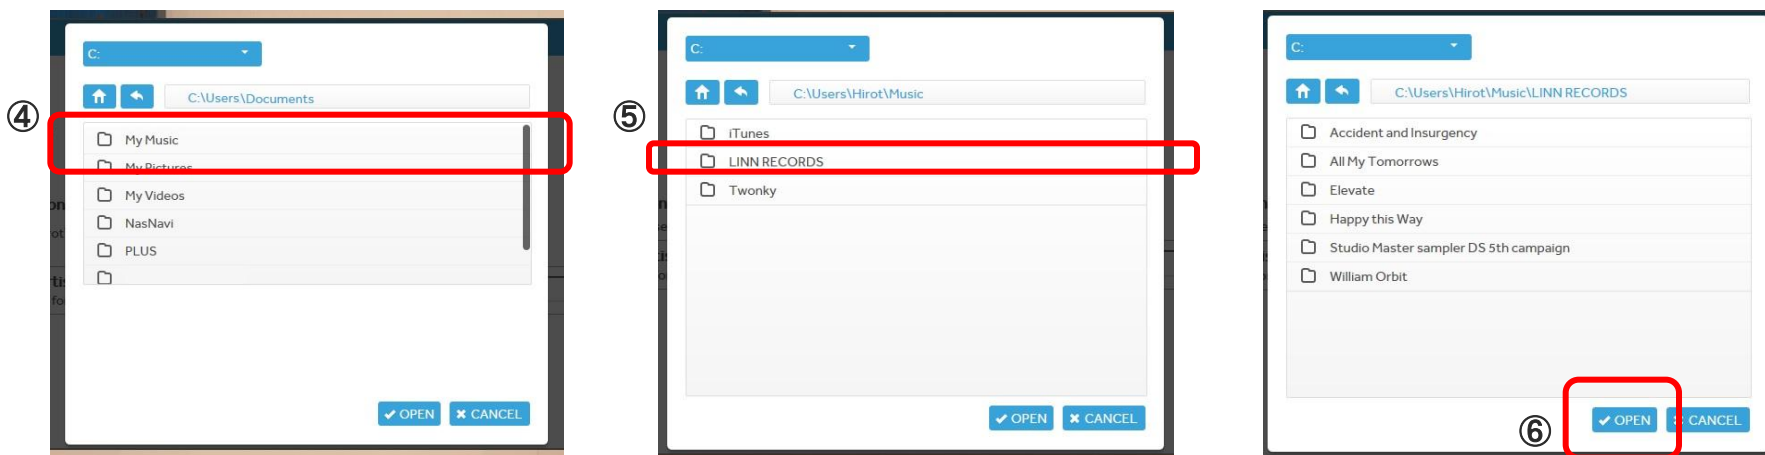 ④
C:
C:\Users\Documents
My Music
My Pictures
My Videos
NasNavi
PLUS
OPEN CANCEL
⑤
C:
C:\Users\Hirot\Music
iTunes
LINN RECORDS
Twonky
OPEN CANCEL
C:
C:\Users\Hirot\Music\LINN RECORDS
Accident and Insurgency
All My Tomorrows
Elevate
Happy this Way
Studio Master sampler DS 5th campaign
William Orbit
⑥
OPEN CANCEL